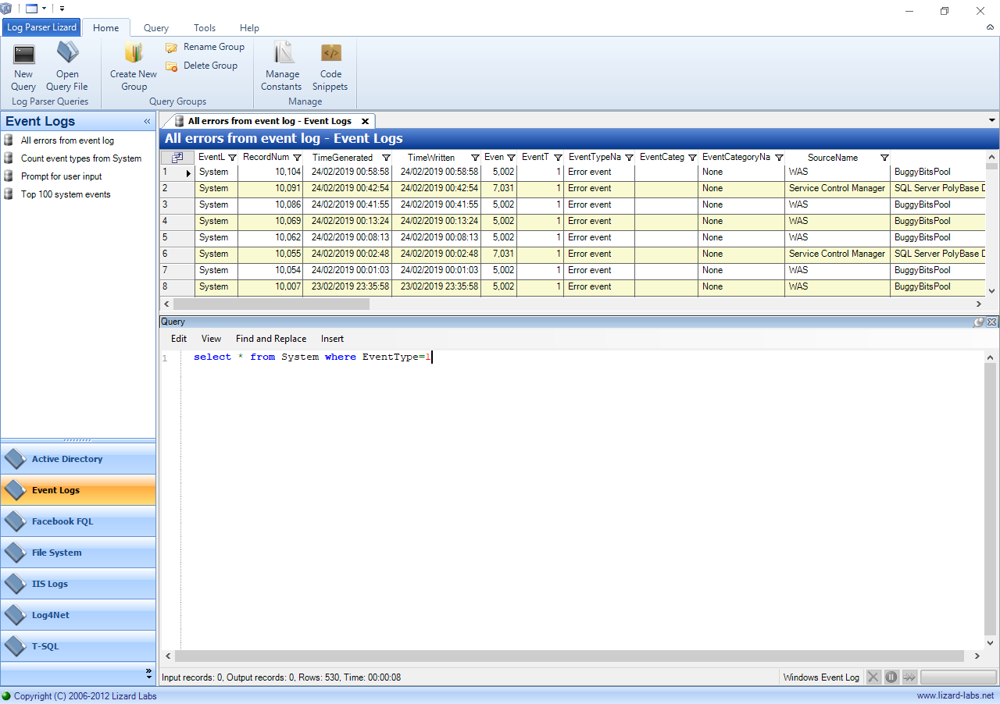 Log Parser Lizard Home Query Tools Help
New Query
Open Query File
Log Parser Queries
Create New Group
Rename Group
Delete Group
Query Groups
Manage Constants
Code Snippets
Manage
Event Logs «
All errors from event log
Count event types from System
Prompt for user input
Top 100 system events
Active Directory
Event Logs
Facebook FQL
File System
IIS Logs
Log4Net
T-SQL
»
All errors from event log - Event Logs
All errors from event log - Event Logs
EventL RecordNum TimeGenerated TimeWritten Even EventT EventTypeNa EventCateg EventCategoryNa SourceName
1 System 10,104 24/02/2019 00:58:58 24/02/2019 00:58:58 5,002 1 Error event None WAS BuggyBitsPool
2 System 10,091 24/02/2019 00:42:54 24/02/2019 00:42:54 7,031 1 Error event None Service Control Manager SQL Server PolyBase D
3 System 10,086 24/02/2019 00:41:55 24/02/2019 00:41:55 5,002 1 Error event None WAS BuggyBitsPool
4 System 10,069 24/02/2019 00:13:24 24/02/2019 00:13:24 5,002 1 Error event None WAS BuggyBitsPool
5 System 10,062 24/02/2019 00:08:13 24/02/2019 00:08:13 5,002 1 Error event None WAS BuggyBitsPool
6 System 10,055 24/02/2019 00:02:48 24/02/2019 00:02:48 7,031 1 Error event None Service Control Manager SQL Server PolyBase D
7 System 10,054 24/02/2019 00:01:03 24/02/2019 00:01:03 5,002 1 Error event None WAS BuggyBitsPool
8 System 10,007 23/02/2019 23:35:58 23/02/2019 23:35:58 5,002 1 Error event None WAS BuggyBitsPool
Query
Edit View Find and Replace Insert
1 select * from System where EventType=1
Input records: 0, Output records: 0, Rows: 530, Time: 00:00:08 Windows Event Log
Copyright (C) 2006-2012 Lizard Labs www.lizard-labs.net